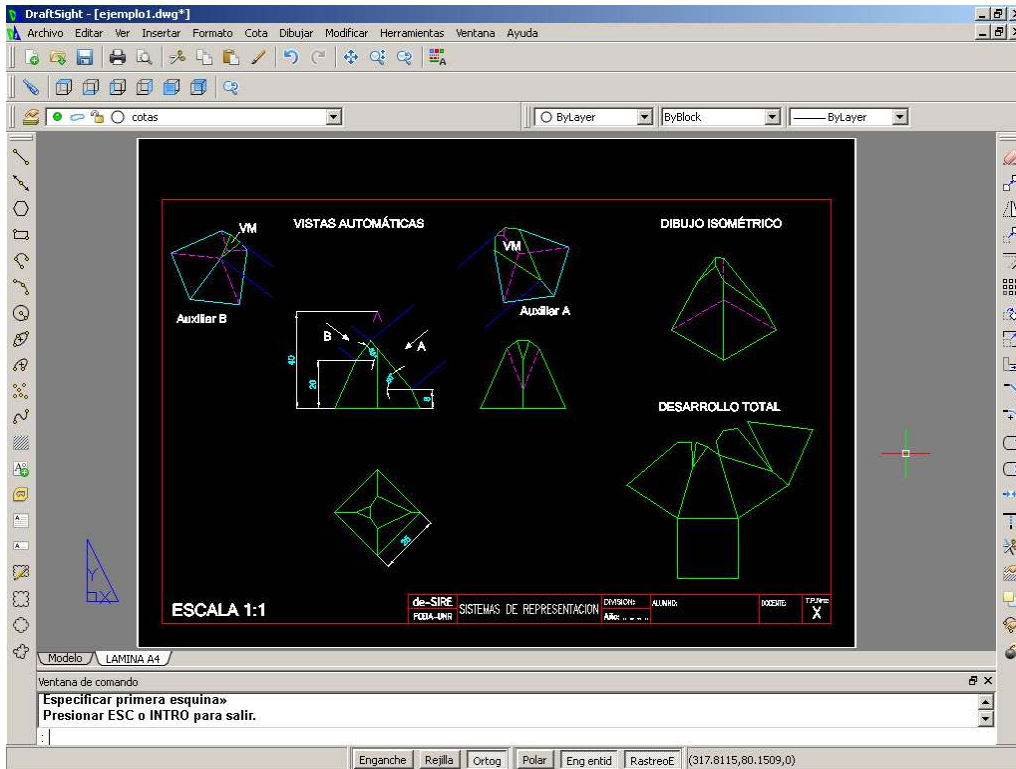 DraftSight - [ejemplo1.dwg*]
Archivo Editar Ver Insertar Formato Cota Dibujar Modificar Herramientas Ventana Ayuda
cotas
ByLayer
ByBlock
ByLayer
VISTAS AUTOMÁTICAS
DIBUJO ISOMÉTRICO
VM
VM
Auxiliar B
Auxiliar A
B
A
40
20
8
25
DESARROLLO TOTAL
Y
X
ESCALA 1:1
de-SIRE
FCEIA-UNR
SISTEMAS DE REPRESENTACION
DIVISION:
Año:
ALUMNO:
DOCENTE:
X
Modelo
LAMINA A4
Ventana de comando
Especificar primera esquina»
Presionar ESC o INTRO para salir.
:
Enganche Rejilla Ortog Polar Eng entid RastreoE (317.8115,80.1509,0)